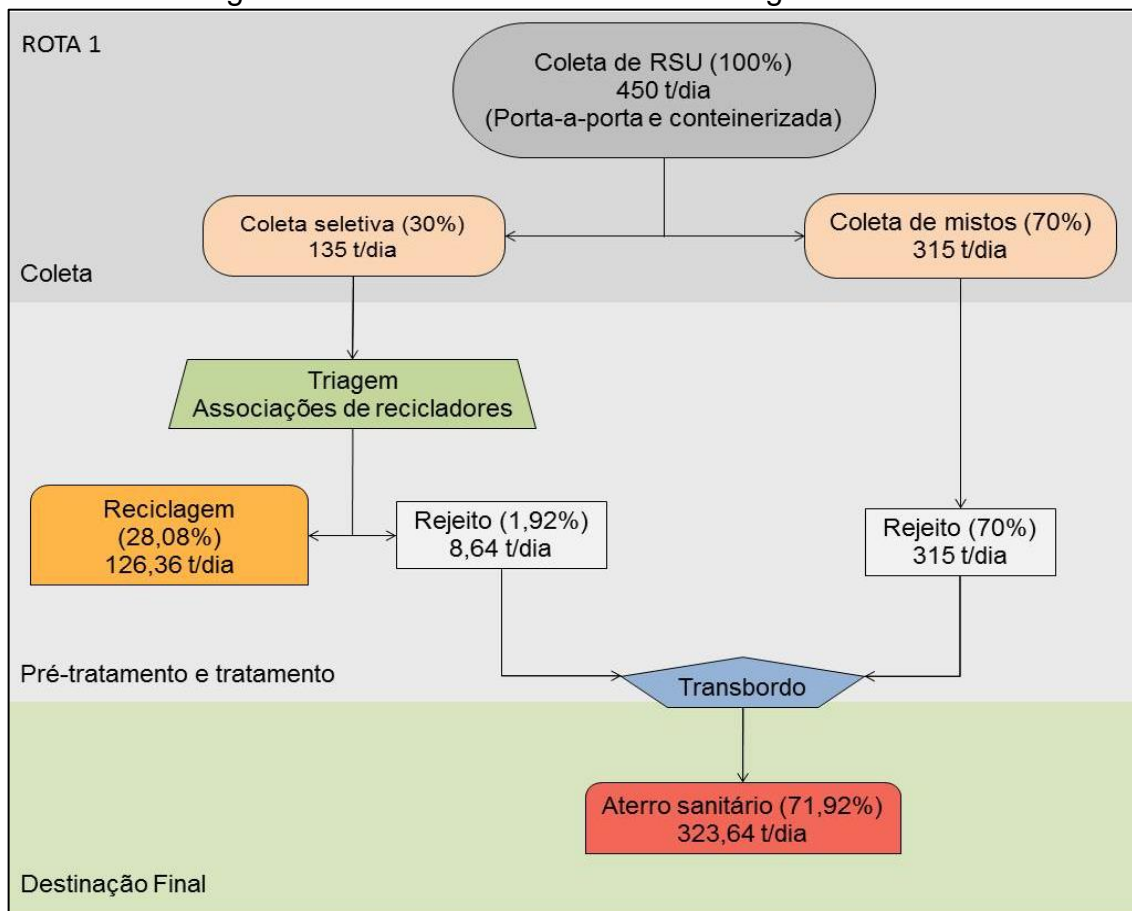 ROTA 1
Coleta de RSU (100%)
450 t/dia
(Porta-a-porta e conteinerizada)
Coleta seletiva (30%)
135 t/dia
Coleta de mistos (70%)
315 t/dia
Coleta
Triagem
Associações de recicladores
Reciclagem
(28,08%)
126,36 t/dia
Rejeito (1,92%)
8,64 t/dia
Rejeito (70%)
315 t/dia
Pré-tratamento e tratamento
Transbordo
Aterro sanitário (71,92%)
323,64 t/dia
Destinação Final